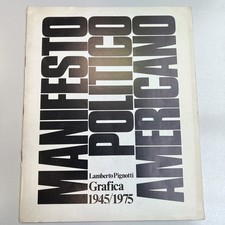 MANIFESTO
POLITICO
AMERICANO
Lamberto Pignotti
Grafica
1945/1975